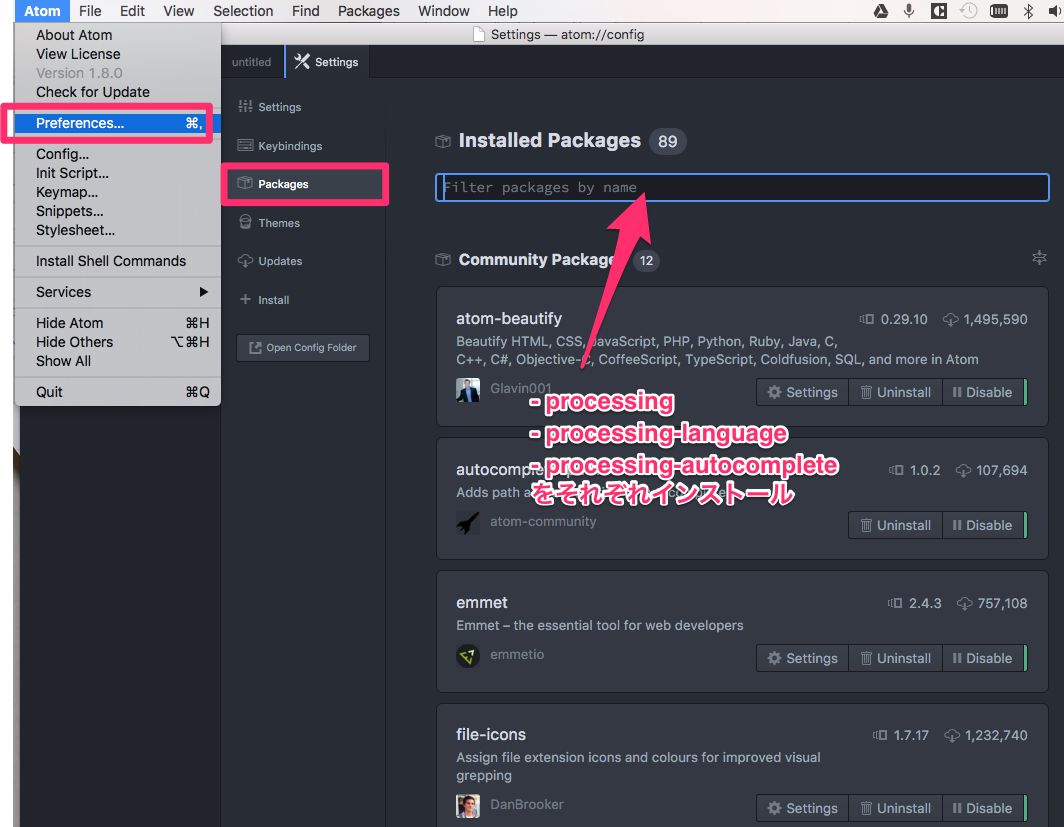 Atom File Edit View Selection Find Packages Window Help
Settings — atom://config
About Atom
View License
Version 1.8.0
Check for Update
Preferences... ⌘,
Config...
Init Script...
Keymap...
Snippets...
Stylesheet...
Install Shell Commands
Services ▶
Hide Atom ⌘H
Hide Others ⌥⌘H
Show All
Quit ⌘Q
untitled
Settings
Settings
Keybindings
Packages
Themes
Updates
+ Install
Open Config Folder
Installed Packages 89
Filter packages by name
Community Package 12
atom-beautify 0.29.10 1,495,590
Beautify HTML, CSS, JavaScript, PHP, Python, Ruby, Java, C,
C++, C#, Objective-C, CoffeeScript, TypeScript, Coldfusion, SQL, and more in Atom
Glavin001
Settings Uninstall Disable
- processing
- processing-language
- processing-autocomplete
をそれぞれインストール
autocomple 1.0.2 107,694
Adds path a
atom-community
Uninstall Disable
emmet 2.4.3 757,108
Emmet – the essential tool for web developers
emmetio
Settings Uninstall Disable
file-icons 1.7.17 1,232,740
Assign file extension icons and colours for improved visual
grepping
DanBrooker
Settings Uninstall Disable